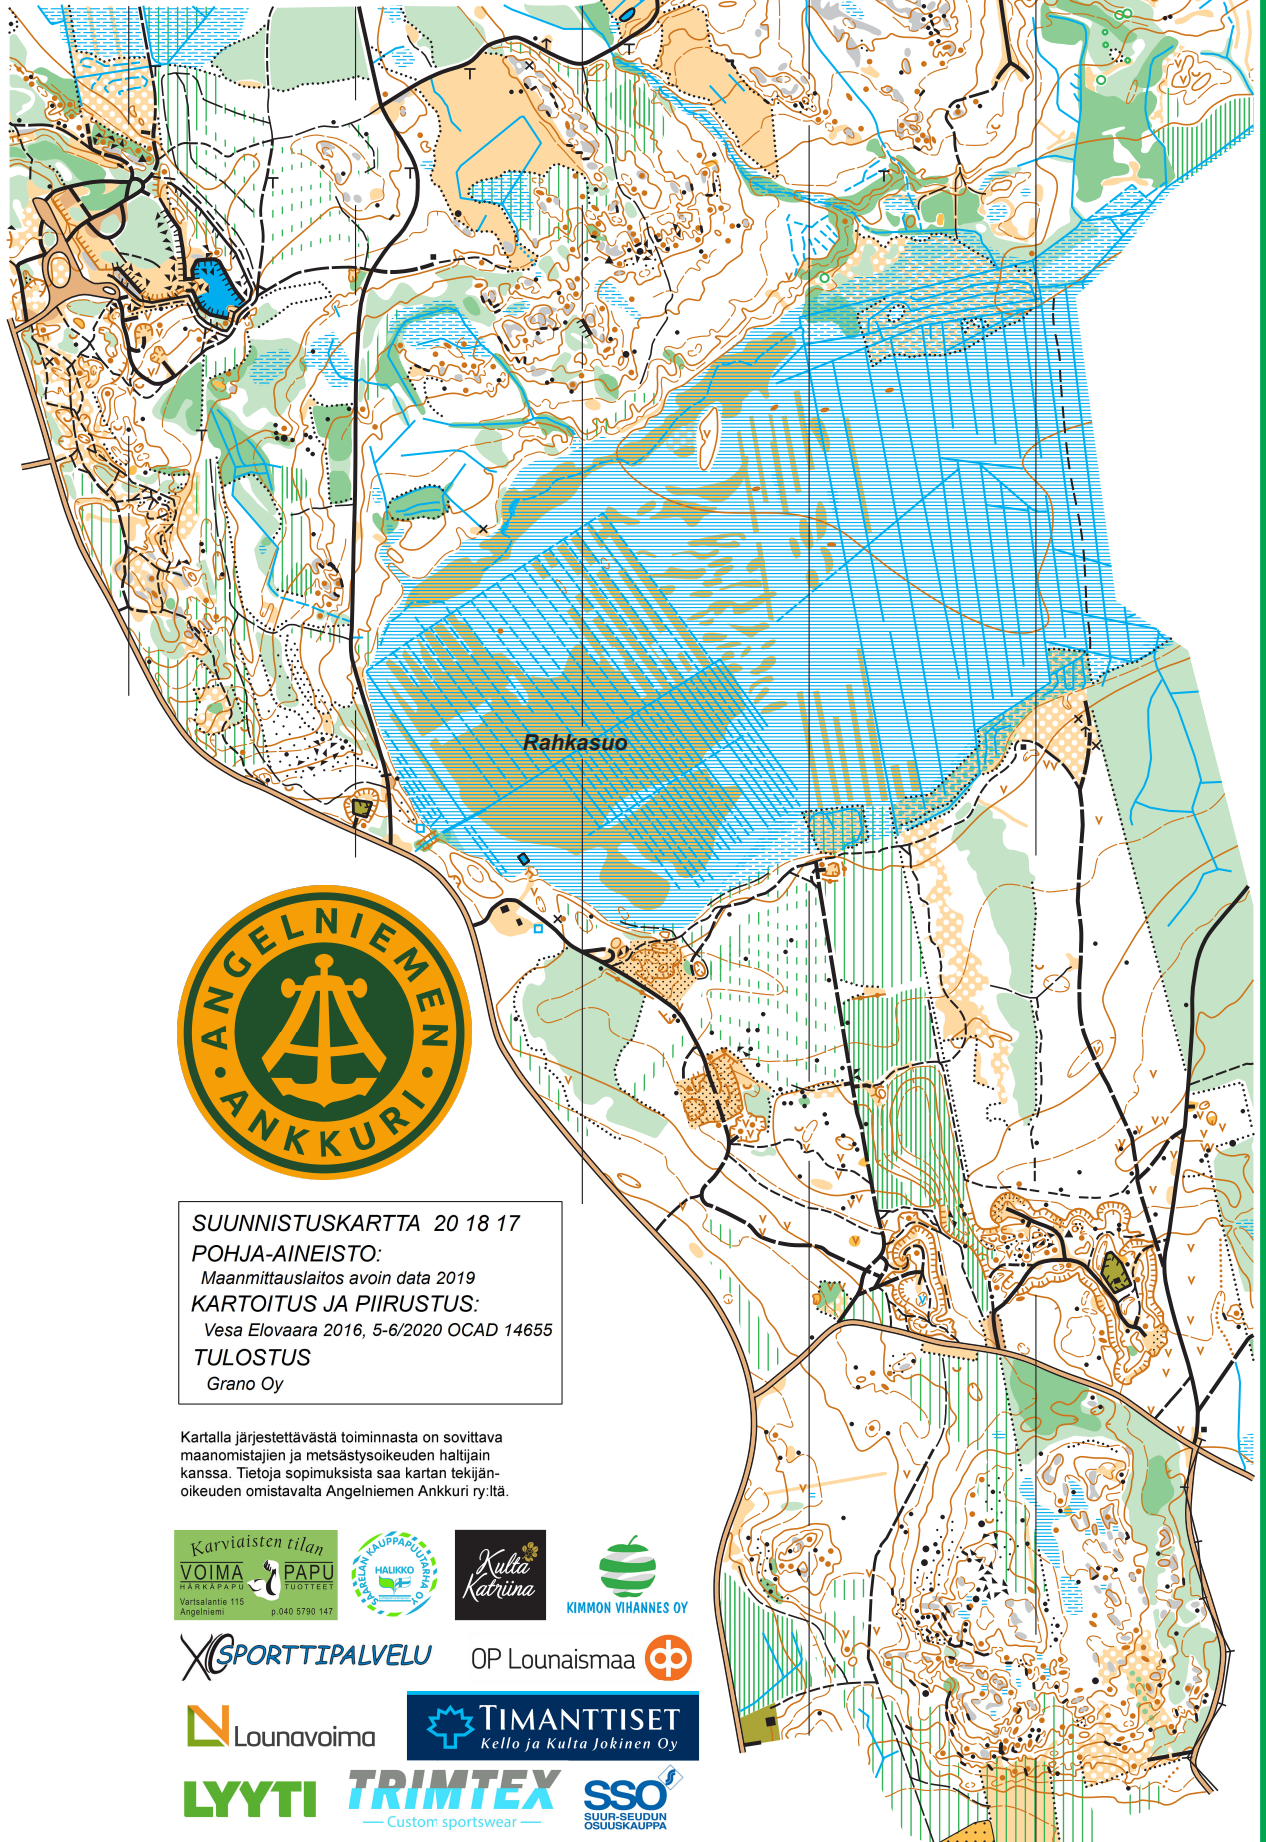 Rahkasuo
ANGELNIEMEN
ANKKURI
SUUNNISTUSKARTTA 20 18 17
POHJA-AINEISTO:
Maanmittauslaitos avoin data 2019
KARTOITUS JA PIIRUSTUS:
Vesa Elovaara 2016, 5-6/2020 OCAD 14655
TULOSTUS
Grano Oy
Kartalla järjestettävästä toiminnasta on sovittava
maanomistajien ja metsästysoikeuden haltijain
kanssa. Tietoja sopimuksista saa kartan tekijän-
oikeuden omistavalta Angelniemen Ankkuri ry:ltä.
Karviaisten tilan
VOIMA PAPU
HÄRKÄPAPU TUOTTEET
Vartsalantie 115
Angelniemi p.040 5790 147
SAARELAN KAUPPAPUUTARHA OY
HALIKKO
Kulta
Katriina
KIMMON VIHANNES OY
XCSPORTTIPALVELU
OP Lounaismaa
Lounavoima
TIMANTTISET
Kello ja Kulta Jokinen Oy
LYYTI
TRIMTEX
Custom sportswear
SSO
SUUR-SEUDUN
OSUUSKAUPPA